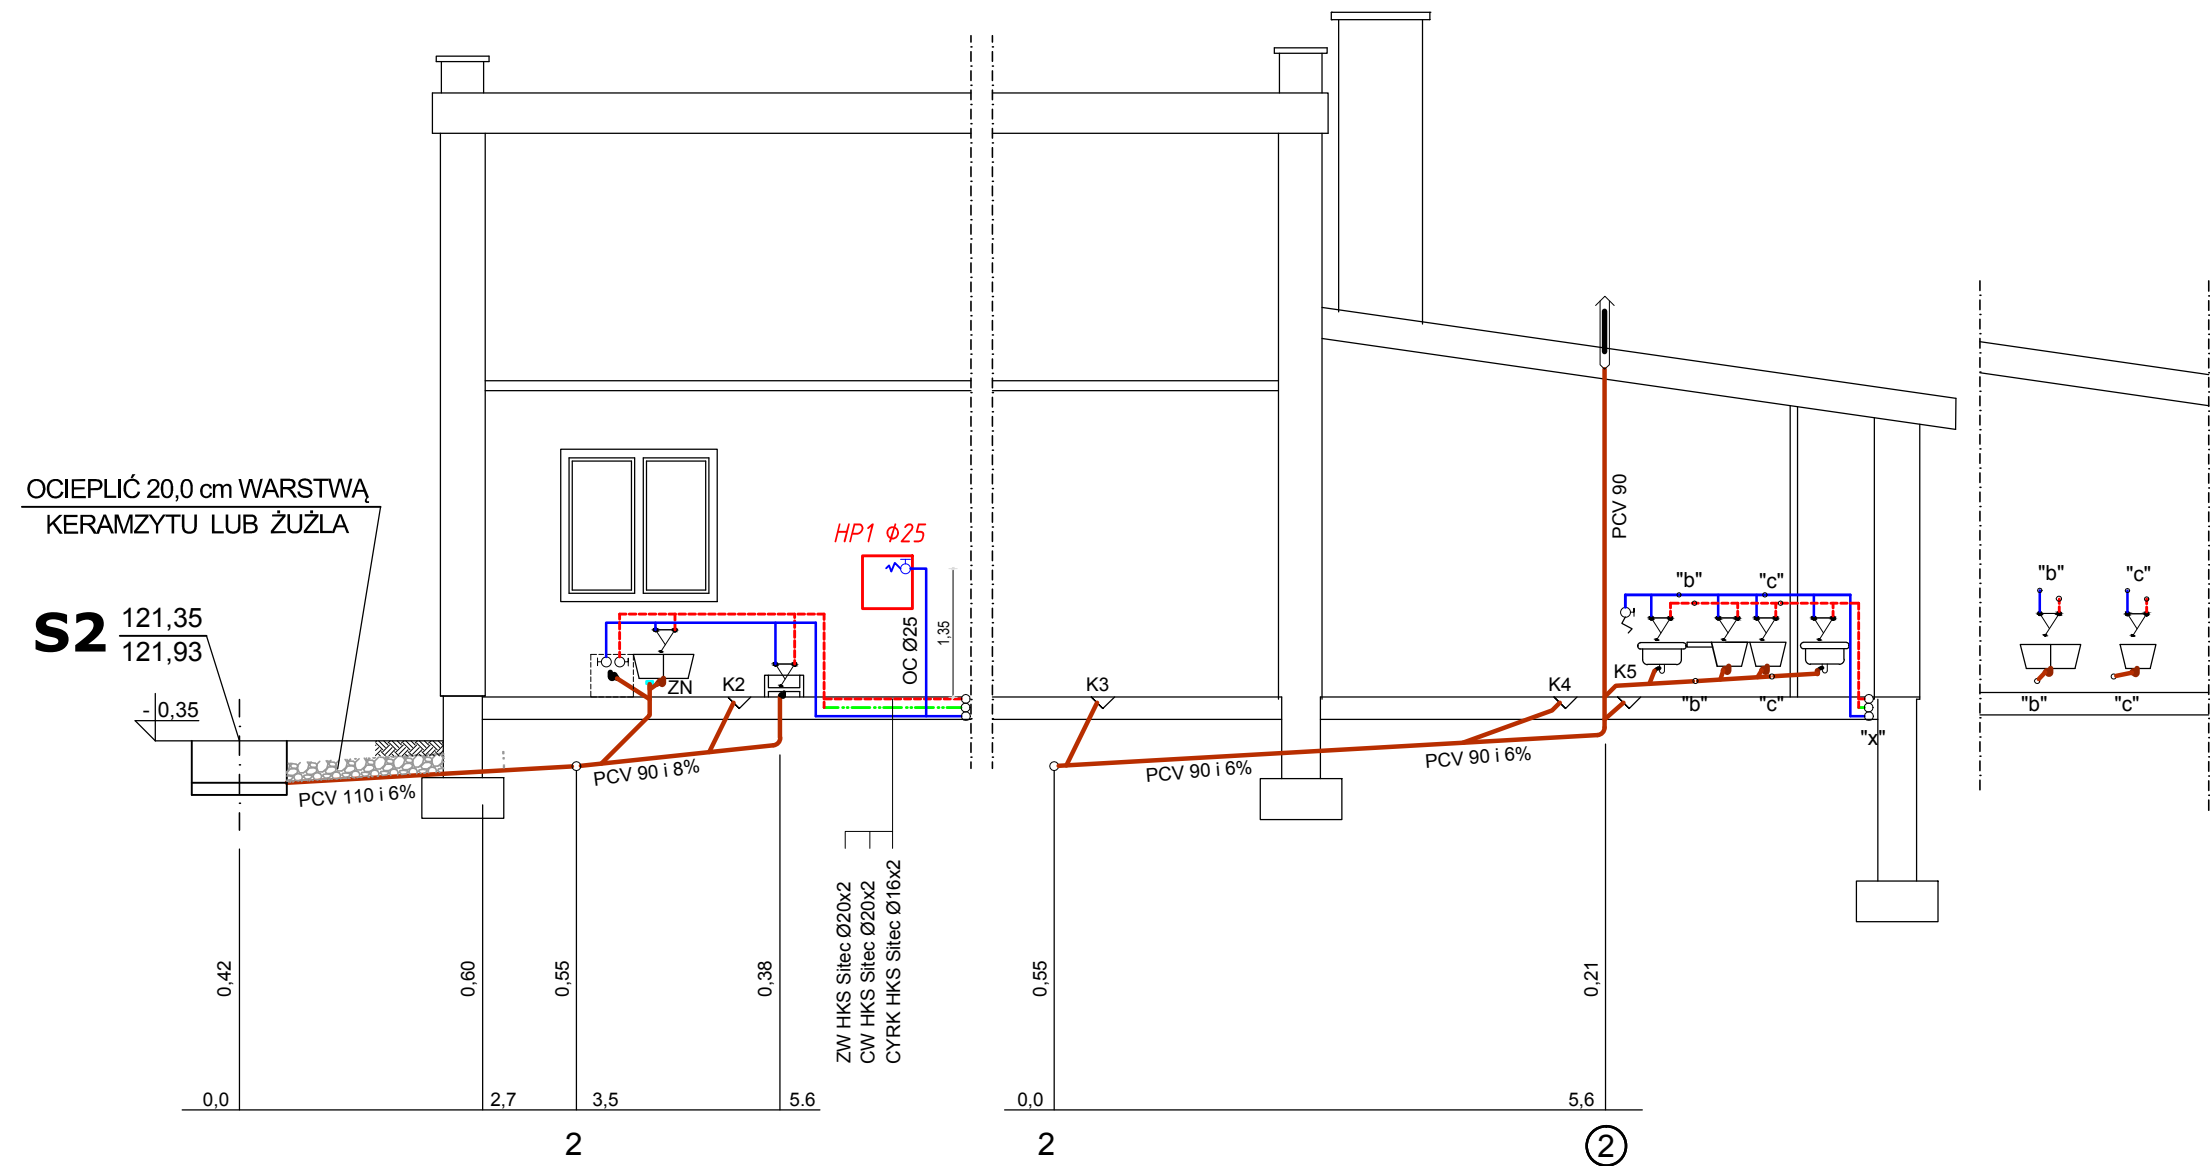 OCIEPLIĆ 20,0 cm WARSTWĄ
KERAMZYTU LUB ŻUŻLA
S2
121,35
121,93
- 0,35
PCV 110 i 6%
PCV 90 i 8%
ZN
K2
HP1 Φ25
OC Ø25
1,35
ZW HKS Sitec Ø20x2
CW HKS Sitec Ø20x2
CYRK HKS Sitec Ø16x2
0,42
0,60
0,55
0,38
0,0
2,7
3,5
5.6
2
K3
K4
K5
PCV 90 i 6%
PCV 90 i 6%
PCV 90
"b"
"c"
"b"
"c"
"x"
0,55
0,21
0,0
5,6
2
2
"b"
"c"
"b"
"c"